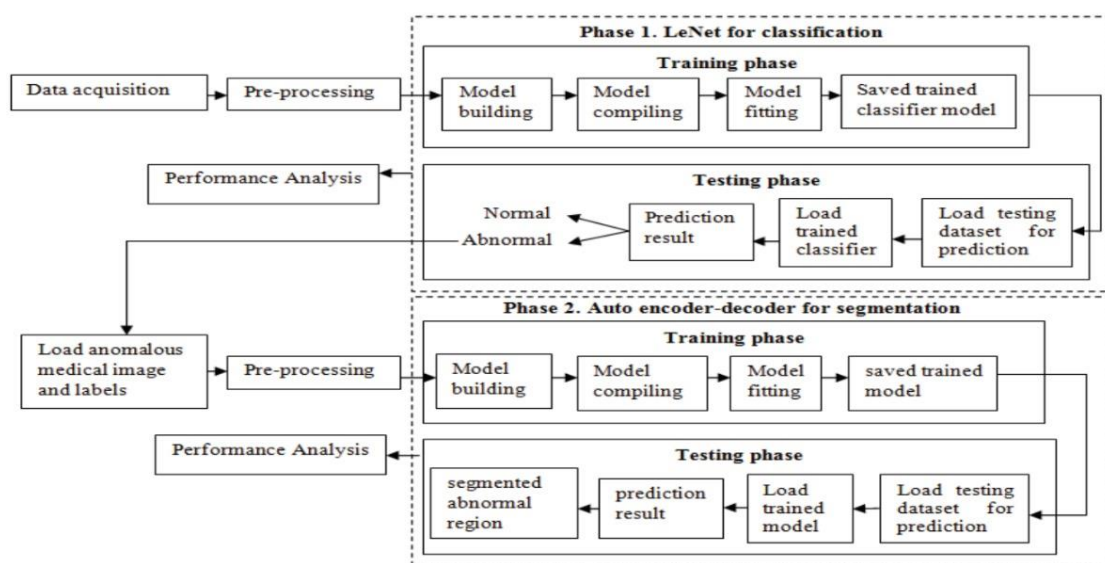 Phase 1. LeNet for classification
Training phase
Data acquisition
Pre-processing
Model
building
Model
compiling
Model
fitting
Saved trained
classifier model
Performance Analysis
Testing phase
Normal
Abnormal
Prediction
result
Load
trained
classifier
Load testing
dataset for
prediction
Phase 2. Auto encoder-decoder for segmentation
Training phase
Load anomalous
medical image
and labels
Pre-processing
Model
building
Model
compiling
Model
fitting
saved trained
model
Performance Analysis
Testing phase
segmented
abnormal
region
prediction
result
Load
trained
model
Load testing
dataset for
prediction